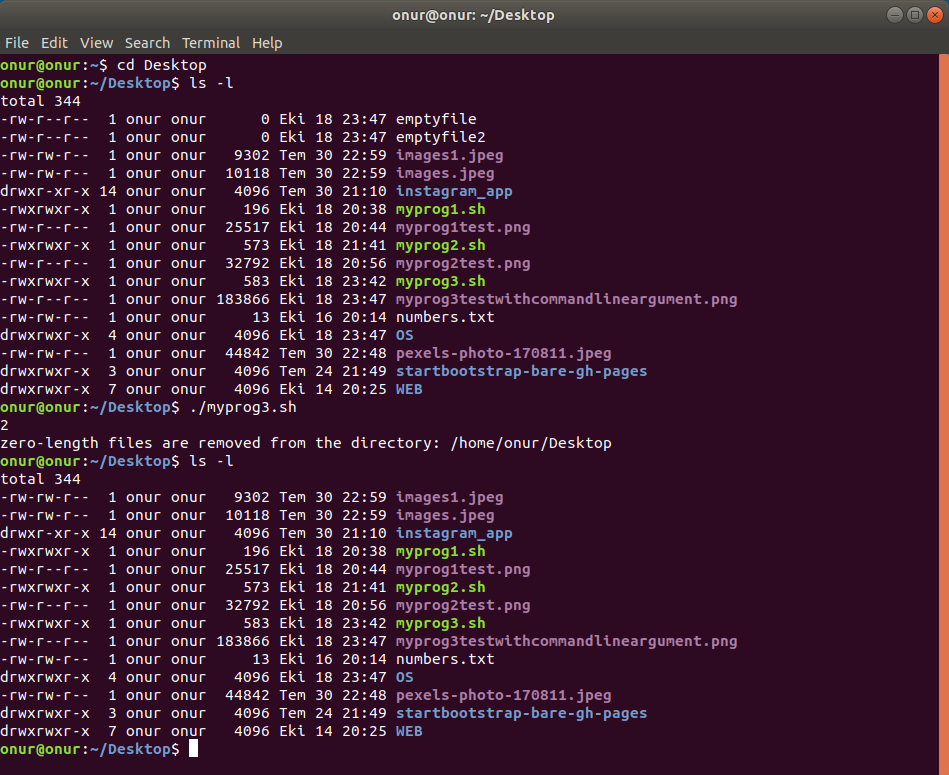 onur@onur: ~/Desktop
File Edit View Search Terminal Help
onur@onur:~$ cd Desktop
onur@onur:~/Desktop$ ls -l
total 344
-rw-r--r--  1 onur onur      0 Eki 18 23:47 emptyfile
-rw-r--r--  1 onur onur      0 Eki 18 23:47 emptyfile2
-rw-rw-r--  1 onur onur   9302 Tem 30 22:59 images1.jpeg
-rw-rw-r--  1 onur onur  10118 Tem 30 22:59 images.jpeg
drwxr-xr-x 14 onur onur   4096 Tem 30 21:10 instagram_app
-rwxrwxr-x  1 onur onur    196 Eki 18 20:38 myprog1.sh
-rw-r--r--  1 onur onur  25517 Eki 18 20:44 myprog1test.png
-rwxrwxr-x  1 onur onur    573 Eki 18 21:41 myprog2.sh
-rw-r--r--  1 onur onur  32792 Eki 18 20:56 myprog2test.png
-rwxrwxr-x  1 onur onur    583 Eki 18 23:42 myprog3.sh
-rw-r--r--  1 onur onur 183866 Eki 18 23:47 myprog3testwithcommandlineargument.png
-rw-rw-r--  1 onur onur     13 Eki 16 20:14 numbers.txt
drwxrwxr-x  4 onur onur   4096 Eki 18 23:47 OS
-rw-rw-r--  1 onur onur  44842 Tem 30 22:48 pexels-photo-170811.jpeg
drwxrwxr-x  3 onur onur   4096 Tem 24 21:49 startbootstrap-bare-gh-pages
drwxrwxr-x  7 onur onur   4096 Eki 14 20:25 WEB
onur@onur:~/Desktop$ ./myprog3.sh
2
zero-length files are removed from the directory: /home/onur/Desktop
onur@onur:~/Desktop$ ls -l
total 344
-rw-rw-r--  1 onur onur   9302 Tem 30 22:59 images1.jpeg
-rw-rw-r--  1 onur onur  10118 Tem 30 22:59 images.jpeg
drwxr-xr-x 14 onur onur   4096 Tem 30 21:10 instagram_app
-rwxrwxr-x  1 onur onur    196 Eki 18 20:38 myprog1.sh
-rw-r--r--  1 onur onur  25517 Eki 18 20:44 myprog1test.png
-rwxrwxr-x  1 onur onur    573 Eki 18 21:41 myprog2.sh
-rw-r--r--  1 onur onur  32792 Eki 18 20:56 myprog2test.png
-rwxrwxr-x  1 onur onur    583 Eki 18 23:42 myprog3.sh
-rw-r--r--  1 onur onur 183866 Eki 18 23:47 myprog3testwithcommandlineargument.png
-rw-rw-r--  1 onur onur     13 Eki 16 20:14 numbers.txt
drwxrwxr-x  4 onur onur   4096 Eki 18 23:47 OS
-rw-rw-r--  1 onur onur  44842 Tem 30 22:48 pexels-photo-170811.jpeg
drwxrwxr-x  3 onur onur   4096 Tem 24 21:49 startbootstrap-bare-gh-pages
drwxrwxr-x  7 onur onur   4096 Eki 14 20:25 WEB
onur@onur:~/Desktop$